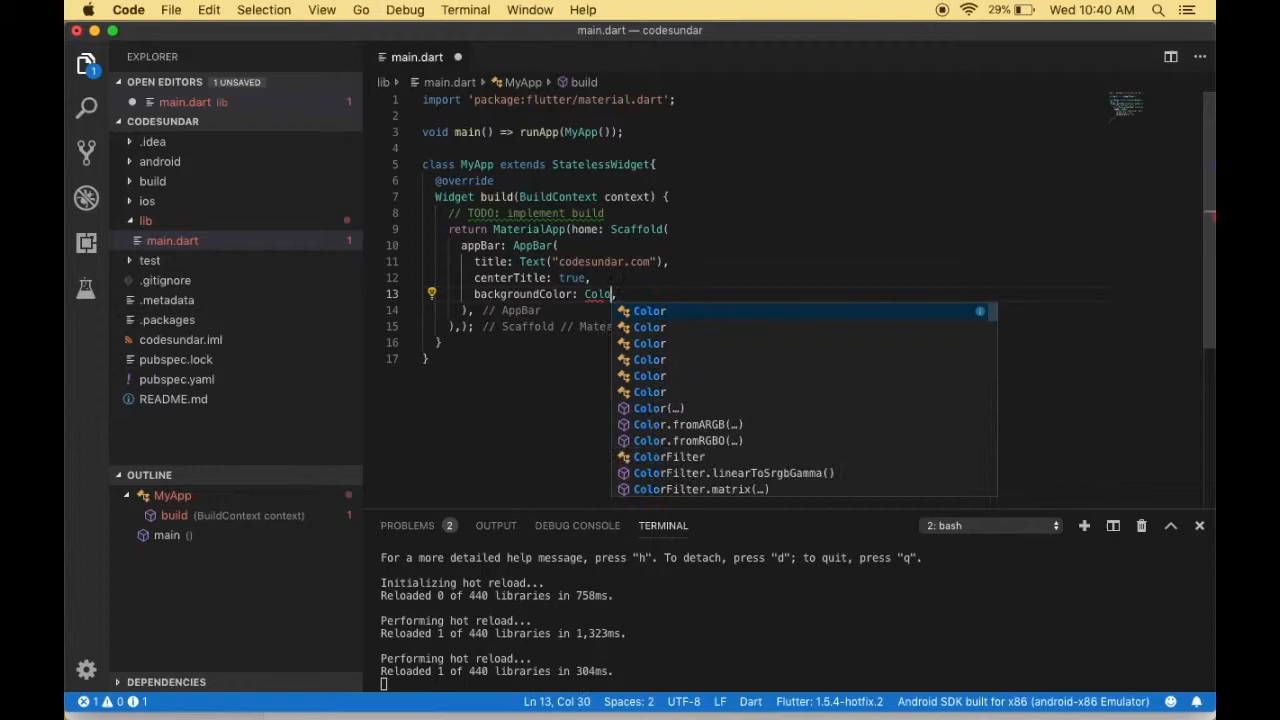 Code File Edit Selection View Go Debug Terminal Window Help 29% Wed 10:40 AM
main.dart — codesundar
EXPLORER
main.dart
OPEN EDITORS 1 UNSAVED
main.dart lib 1
CODESUNDAR
.idea
android
build
ios
lib
main.dart 1
test
.gitignore
.metadata
.packages
codesundar.iml
pubspec.lock
pubspec.yaml
README.md
OUTLINE
MyApp
build (BuildContext context) 1
main ()
DEPENDENCIES
lib main.dart MyApp build
1 import 'package:flutter/material.dart';
2
3 void main() => runApp(MyApp());
4
5 class MyApp extends StatelessWidget{
6 @override
7 Widget build(BuildContext context) {
8 // TODO: implement build
9 return MaterialApp(home: Scaffold(
10 appBar: AppBar(
11 title: Text("codesundar.com"),
12 centerTitle: true,
13 backgroundColor: Colo,
14 ), // AppBar
15 ),); // Scaffold // Mate
16 }
17 }
Color
Color
Color
Color
Color
Color
Color(…)
Color.fromARGB(…)
Color.fromRGBO(…)
ColorFilter
ColorFilter.linearToSrgbGamma()
ColorFilter.matrix(…)
PROBLEMS 2 OUTPUT DEBUG CONSOLE TERMINAL 2: bash
For a more detailed help message, press "h". To detach, press "d"; to quit, press "q".
Initializing hot reload...
Reloaded 0 of 440 libraries in 758ms.
Performing hot reload...
Reloaded 1 of 440 libraries in 1,323ms.
Performing hot reload...
Reloaded 1 of 440 libraries in 304ms.
1 0 1 Ln 13, Col 30 Spaces: 2 UTF-8 LF Dart Flutter: 1.5.4-hotfix.2 Android SDK built for x86 (android-x86 Emulator)